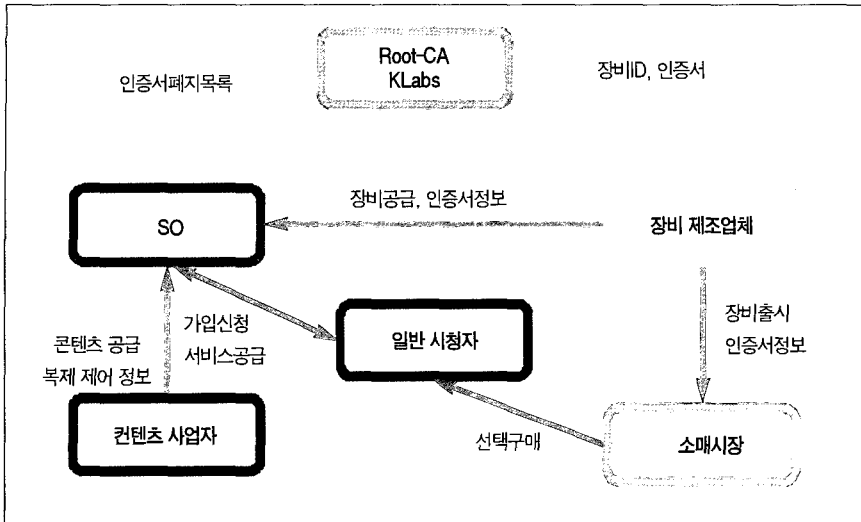 Root-CA
KLabs
인증서폐지목록
장비ID, 인증서
장비공급, 인증서정보
SO
장비 제조업체
가입신청
서비스공급
콘텐츠 공급
복제 제어 정보
일반 시청자
장비출시
인증서정보
컨텐츠 사업자
선택구매
소매시장